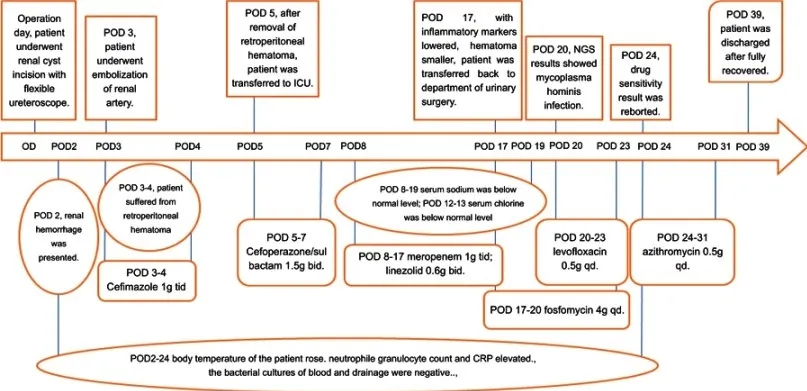 Operation
day, patient
underwent
renal cyst
incision with
flexible
ureteroscope.
POD 3,
patient
underwent
embolization
of renal
artery.
POD 5, after
removal of
retroperitoneal
hematoma,
patient was
transferred to ICU.
POD 17, with
inflammatory markers
lowered, hematoma
smaller, patient was
transferred back to
department of urinary
surgery.
POD 20, NGS
results showed
mycoplasma
hominis
infection.
POD 24,
drug
sensitivity
result was
reborted.
POD 39,
patient was
discharged
after fully
recovered.
OD POD2 POD3 POD4 POD5 POD7 POD8 POD 17 POD 19 POD 20 POD 23 POD 24 POD 31 POD 39
POD 2, renal
hemorrhage
was
presented.
POD 3-4, patient
suffered from
retroperitoneal
hematoma
POD 3-4
Cefimazole 1g tid
POD 5-7
Cefoperazone/sul
bactam 1.5g bid.
POD 8-19 serum sodium was below
normal level; POD 12-13 serum chlorine
was below normal level
POD 8-17 meropenem 1g tid;
linezolid 0.6g bid.
POD 20-23
levofloxacin
0.5g qd.
POD 24-31
azithromycin 0.5g
qd.
POD 17-20 fosfomycin 4g qd.
POD2-24 body temperature of the patient rose. neutrophile granulocyte count and CRP elevated.,
the bacterial cultures of blood and drainage were negative..,